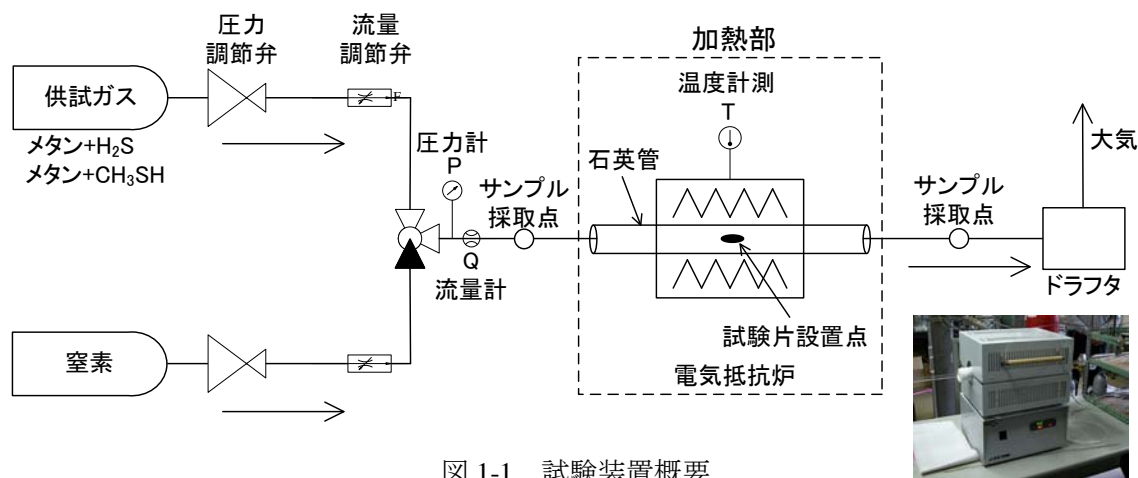 圧力
調節弁
流量
調節弁
供試ガス
メタン+H₂S
メタン+CH₃SH
F
圧力計
P
Q
流量計
サンプル
採取点
加熱部
温度計測
T
石英管
試験片設置点
電気抵抗炉
サンプル
採取点
大気
ドラフタ
窒素
図 1-1 試験装置概要